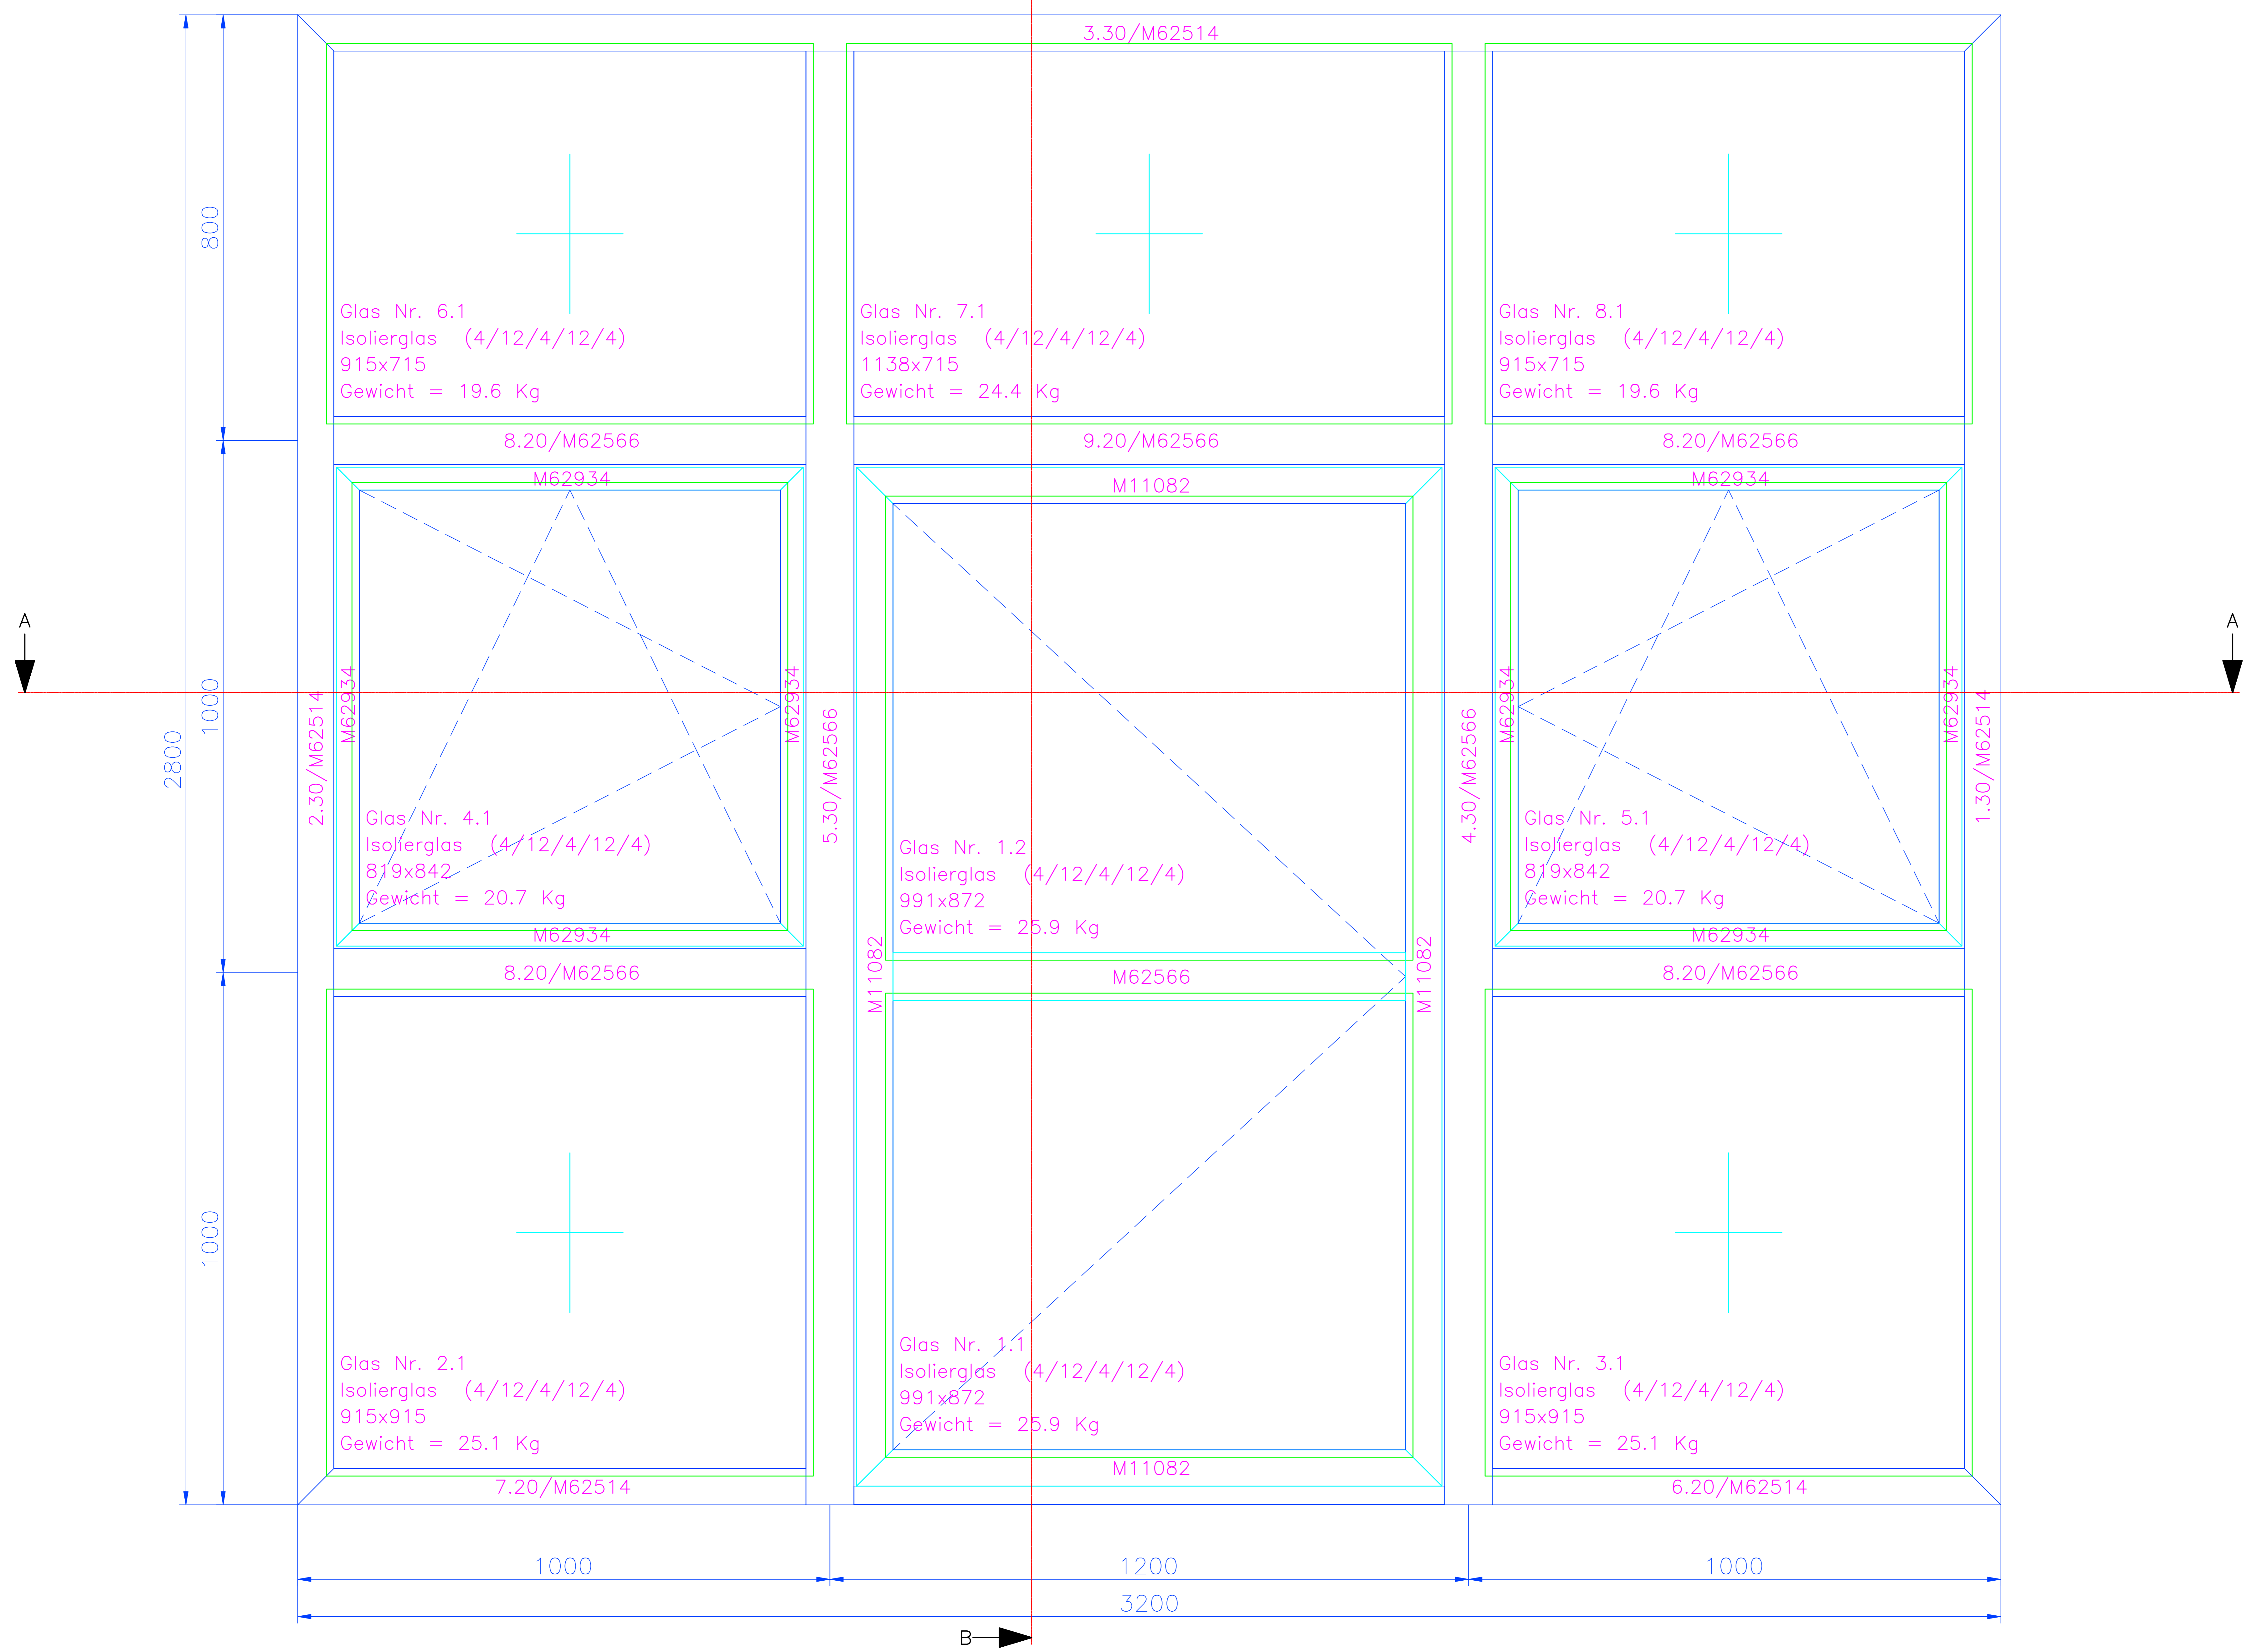 3.30/M62514
800
Glas Nr. 6.1
Isolierglas (4/12/4/12/4)
915x715
Gewicht = 19.6 Kg
Glas Nr. 7.1
Isolierglas (4/12/4/12/4)
1138x715
Gewicht = 24.4 Kg
Glas Nr. 8.1
Isolierglas (4/12/4/12/4)
915x715
Gewicht = 19.6 Kg
8.20/M62566
9.20/M62566
8.20/M62566
M62934
M11082
M62934
A
A
2800
1000
2.30/M62514
M62934
M62934
5.30/M62566
4.30/M62566
M62934
M62934
1.30/M62514
Glas Nr. 4.1
Isolierglas (4/12/4/12/4)
819x842
Gewicht = 20.7 Kg
Glas Nr. 1.2
Isolierglas (4/12/4/12/4)
991x872
Gewicht = 25.9 Kg
Glas Nr. 5.1
Isolierglas (4/12/4/12/4)
819x842
Gewicht = 20.7 Kg
M62934
M62934
M11082
M11082
8.20/M62566
M62566
8.20/M62566
1000
Glas Nr. 2.1
Isolierglas (4/12/4/12/4)
915x915
Gewicht = 25.1 Kg
Glas Nr. 1.1
Isolierglas (4/12/4/12/4)
991x872
Gewicht = 25.9 Kg
Glas Nr. 3.1
Isolierglas (4/12/4/12/4)
915x915
Gewicht = 25.1 Kg
7.20/M62514
M11082
6.20/M62514
1000
1200
1000
3200
B